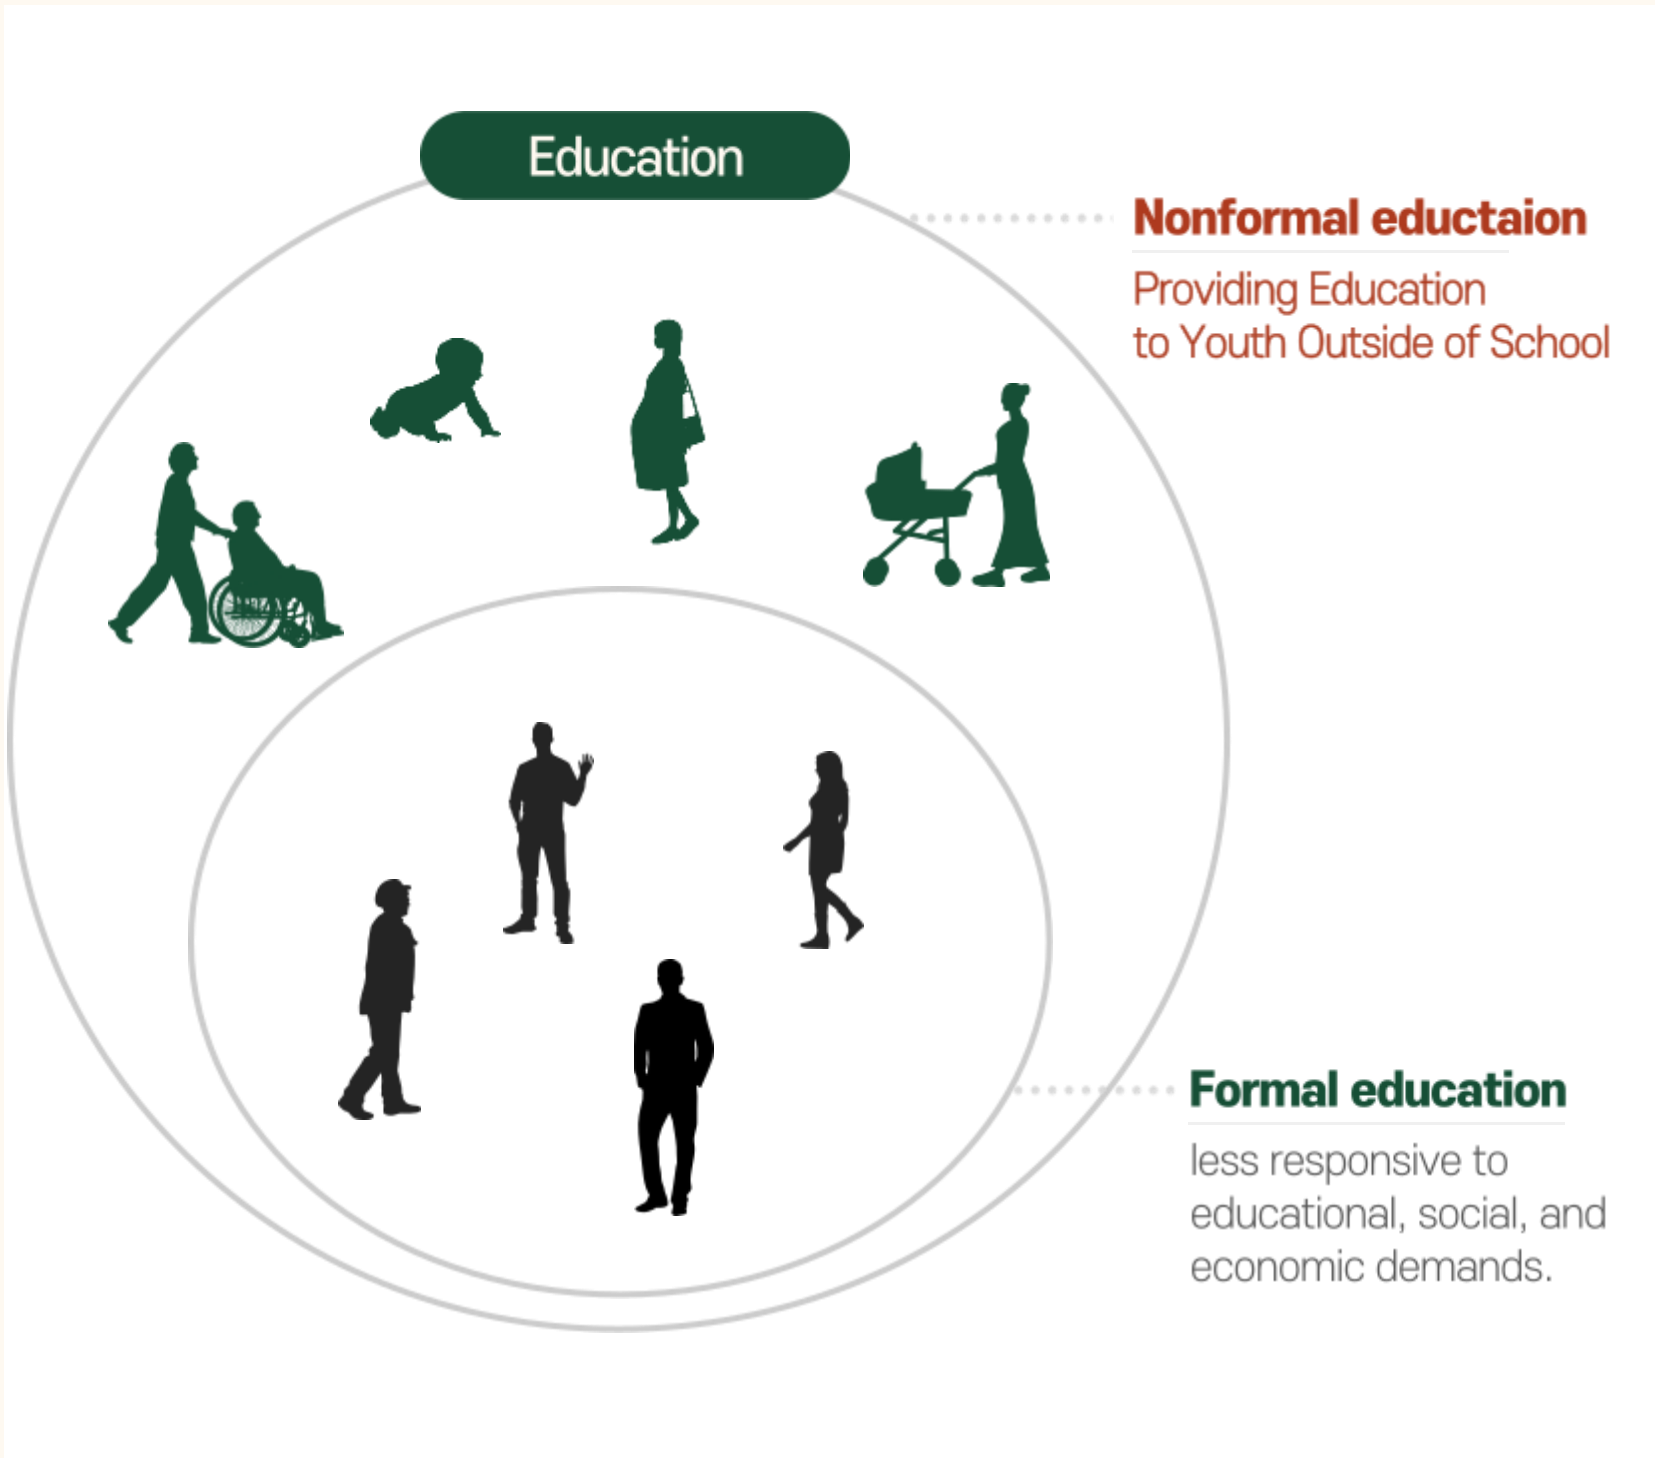 Education
Nonformal eductaion
Providing Education
to Youth Outside of School
Formal education
less responsive to
educational, social, and
economic demands.